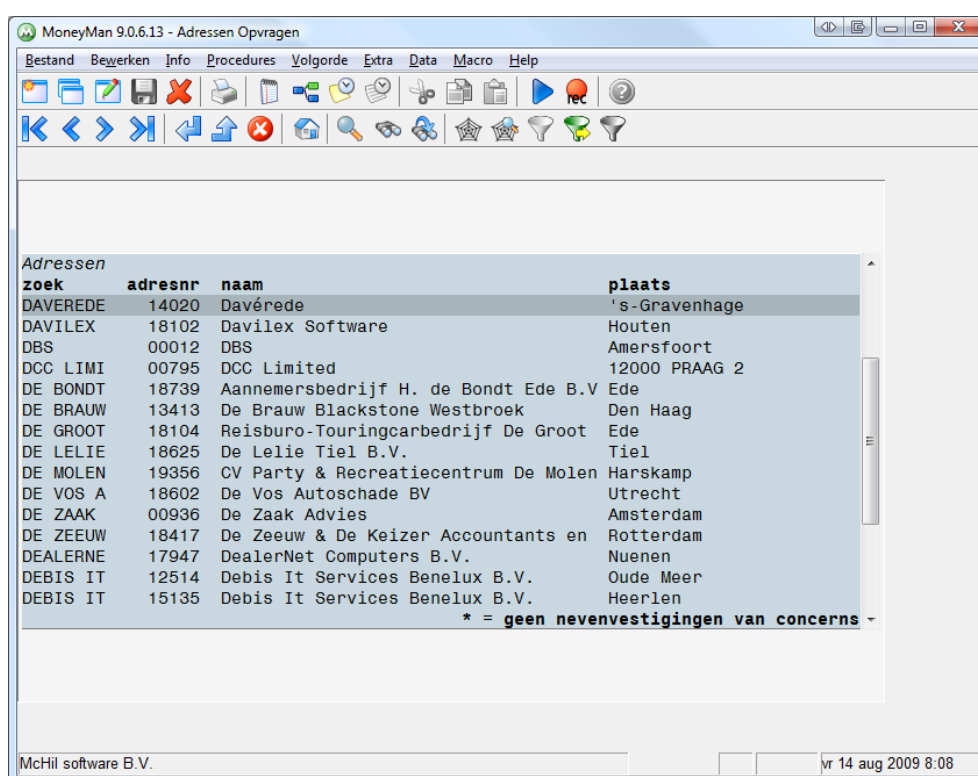 MoneyMan 9.0.6.13 - Adressen Opvragen
Bestand Bewerken Info Procedures Volgorde Extra Data Macro Help
rec
Adressen
zoek adresnr naam plaats
DAVEREDE 14020 Davérede 's-Gravenhage
DAVILEX 18102 Davilex Software Houten
DBS 00012 DBS Amersfoort
DCC LIMI 00795 DCC Limited 12000 PRAAG 2
DE BONDT 18739 Aannemersbedrijf H. de Bondt Ede B.V Ede
DE BRAUW 13413 De Brauw Blackstone Westbroek Den Haag
DE GROOT 18104 Reisburo-Touringcarbedrijf De Groot Ede
DE LELIE 18625 De Lelie Tiel B.V. Tiel
DE MOLEN 19356 CV Party & Recreatiecentrum De Molen Harskamp
DE VOS A 18602 De Vos Autoschade BV Utrecht
DE ZAAK 00936 De Zaak Advies Amsterdam
DE ZEEUW 18417 De Zeeuw & De Keizer Accountants en Rotterdam
DEALERNE 17947 DealerNet Computers B.V. Nuenen
DEBIS IT 12514 Debis It Services Benelux B.V. Oude Meer
DEBIS IT 15135 Debis It Services Benelux B.V. Heerlen
* = geen nevenvestigingen van concerns
McHil software B.V. vr 14 aug 2009 8:08